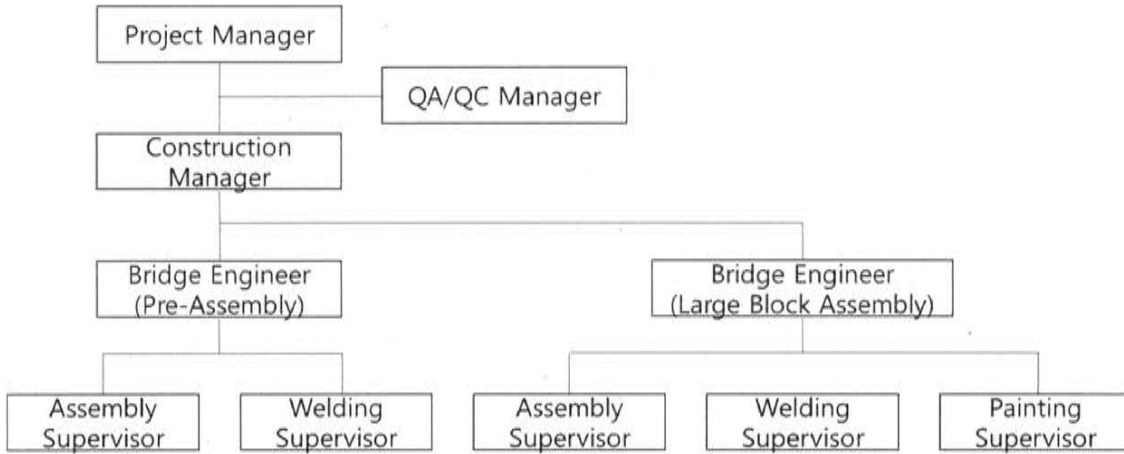 Project Manager
QA/QC Manager
Construction
Manager
Bridge Engineer
(Pre-Assembly)
Bridge Engineer
(Large Block Assembly)
Assembly
Supervisor
Welding
Supervisor
Assembly
Supervisor
Welding
Supervisor
Painting
Supervisor